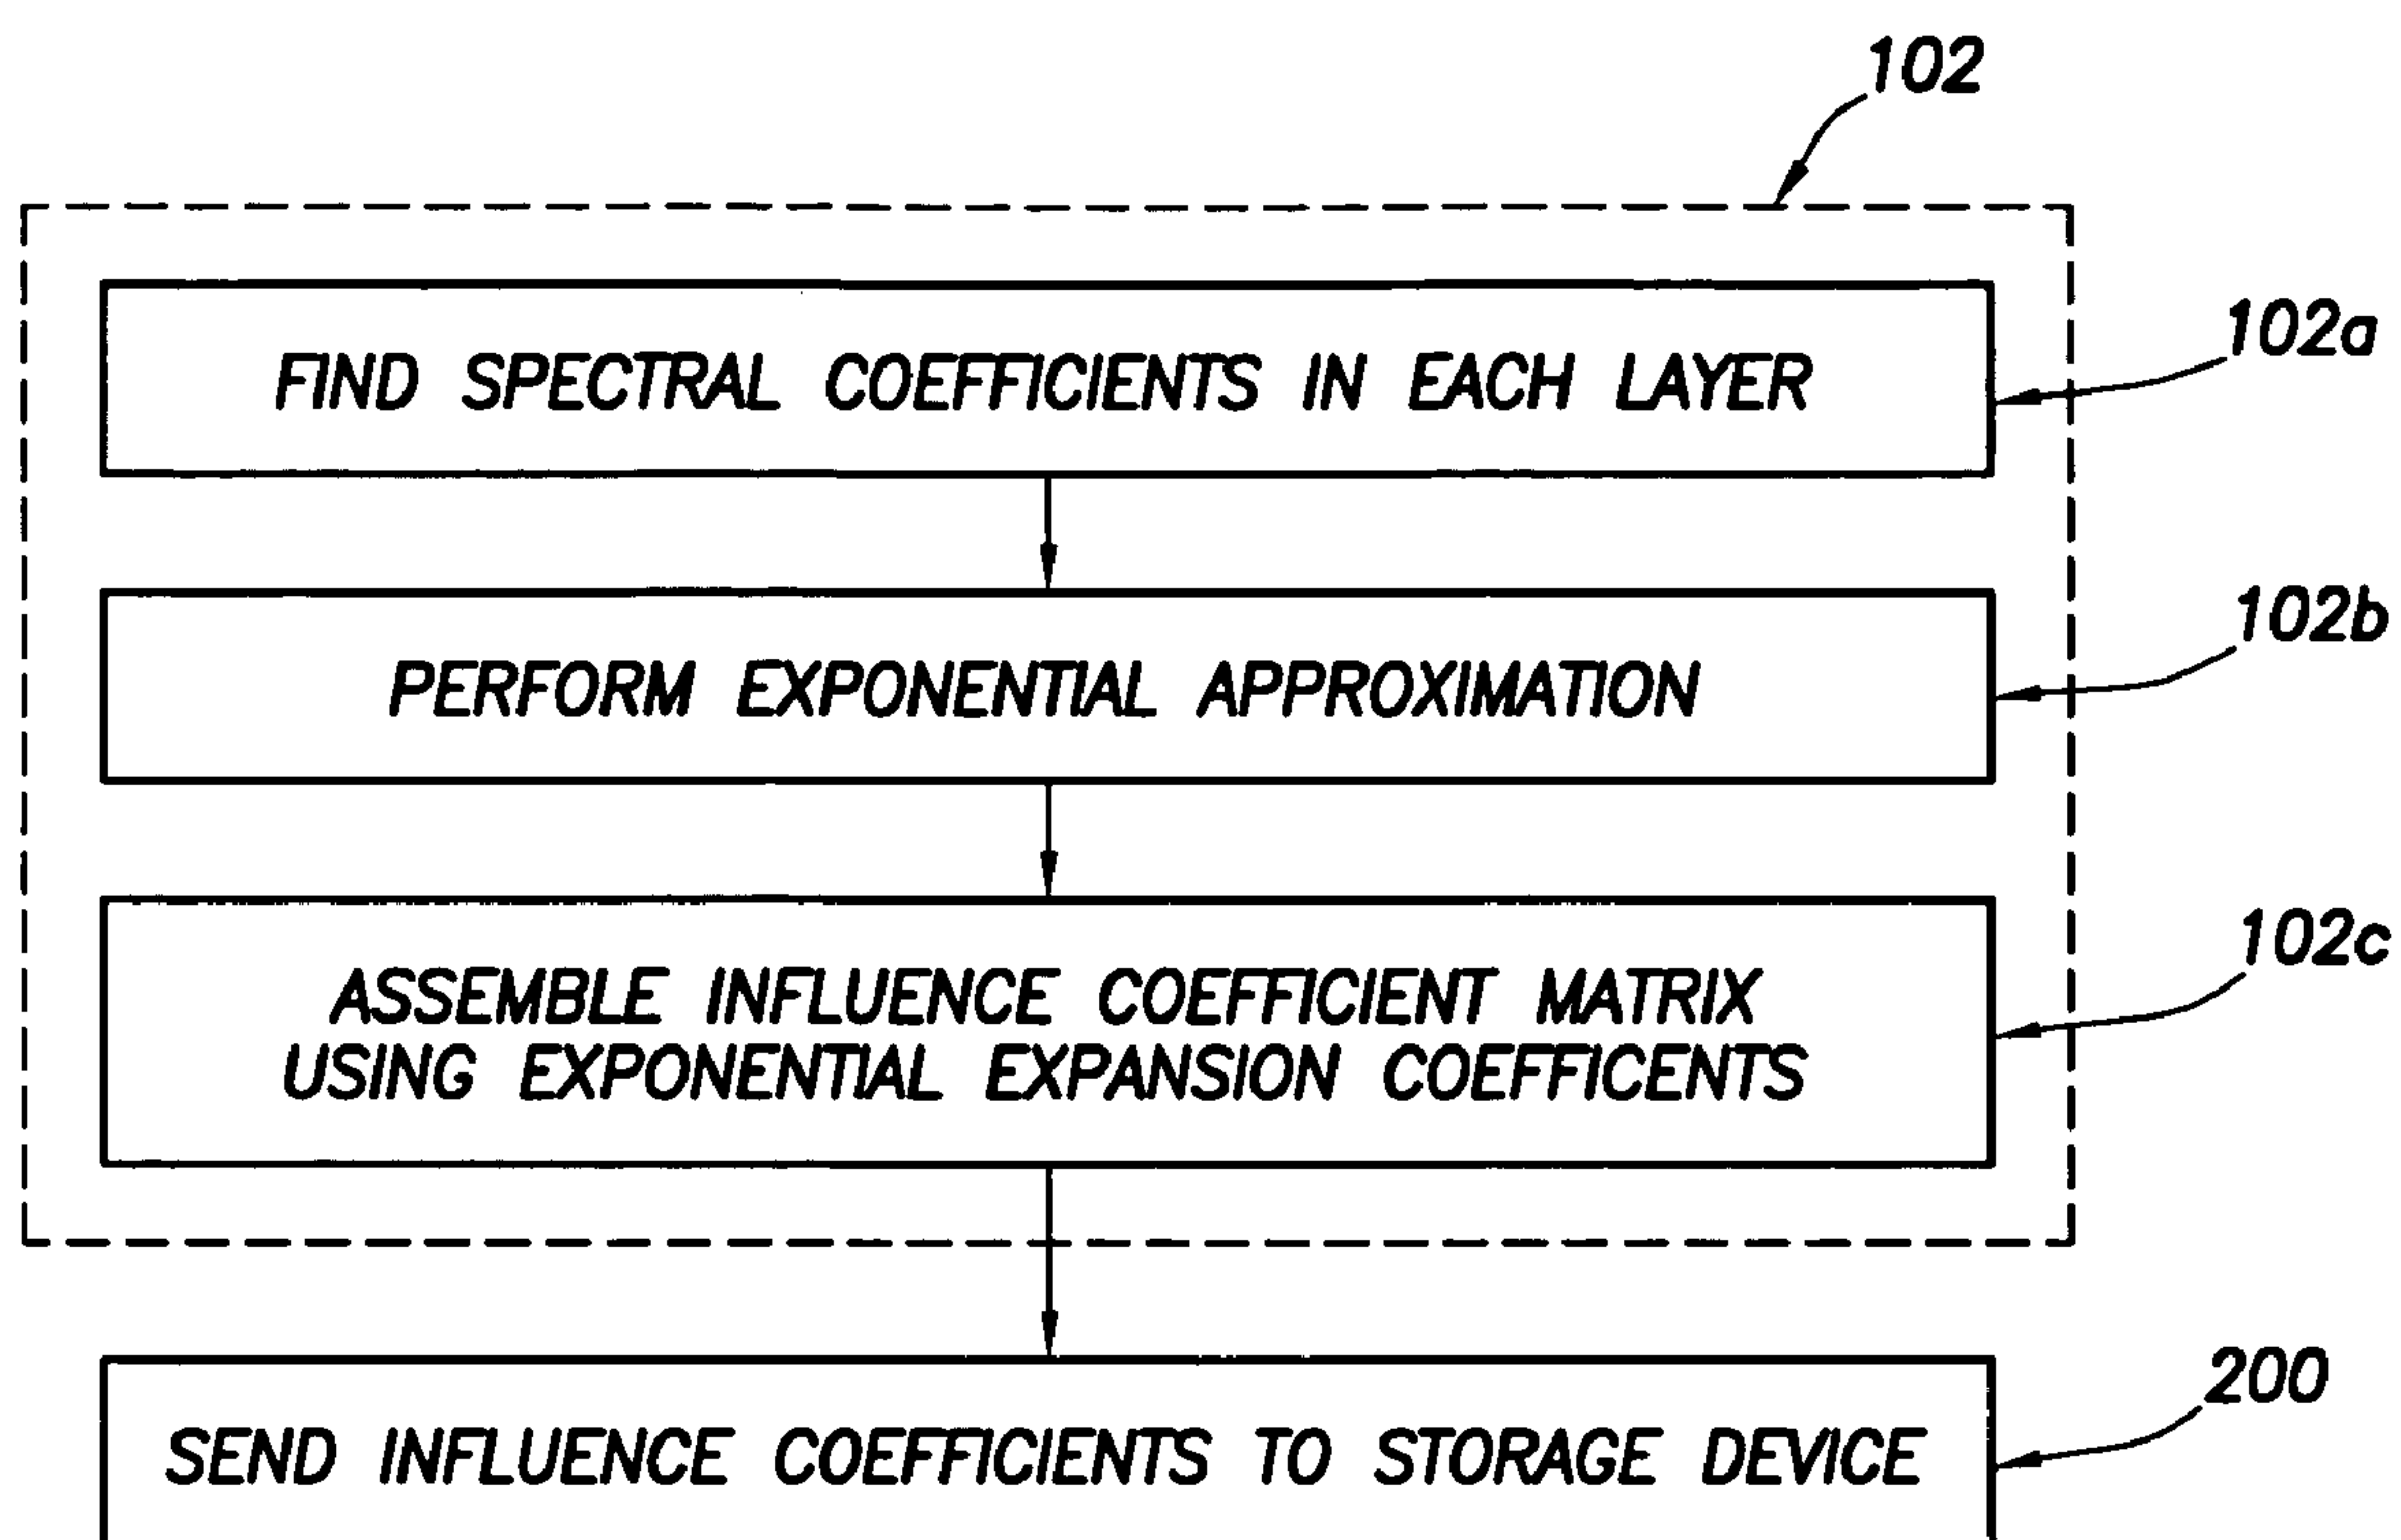 102
FIND SPECTRAL COEFFICIENTS IN EACH LAYER
102a
PERFORM EXPONENTIAL APPROXIMATION
102b
ASSEMBLE INFLUENCE COEFFICIENT MATRIX
USING EXPONENTIAL EXPANSION COEFFICENTS
102c
SEND INFLUENCE COEFFICIENTS TO STORAGE DEVICE
200